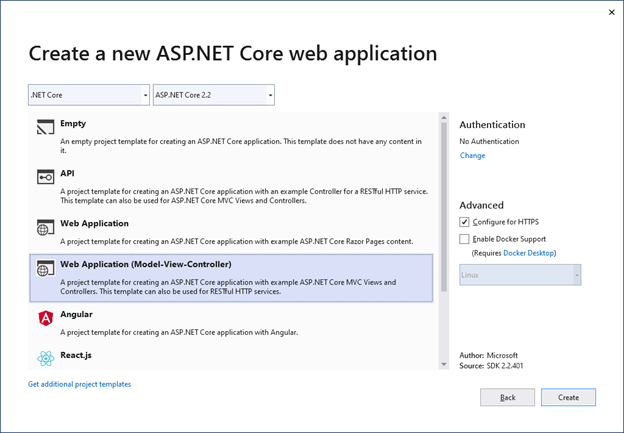 Create a new ASP.NET Core web application
.NET Core
ASP.NET Core 2.2
Empty
An empty project template for creating an ASP.NET Core application. This template does not have any content in
it.
API
A project template for creating an ASP.NET Core application with an example Controller for a RESTful HTTP service.
This template can also be used for ASP.NET Core MVC Views and Controllers.
Web Application
A project template for creating an ASP.NET Core application with example ASP.NET Core Razor Pages content.
Web Application (Model-View-Controller)
A project template for creating an ASP.NET Core application with example ASP.NET Core MVC Views and
Controllers. This template can also be used for RESTful HTTP services.
Angular
A project template for creating an ASP.NET Core application with Angular.
React.js
Get additional project templates
Authentication
No Authentication
Change
Advanced
Configure for HTTPS
Enable Docker Support
(Requires Docker Desktop)
Linux
Author: Microsoft
Source: SDK 2.2.401
Back
Create